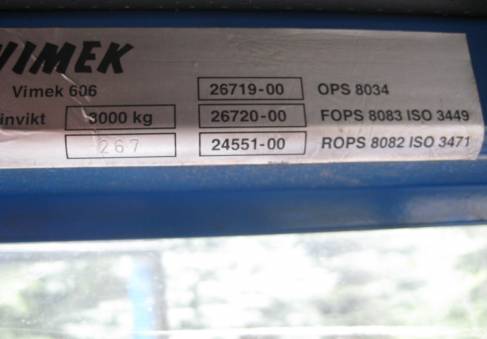 VIMEK
Vimek 606 26719-00 OPS 8034
invikt 3000 kg 26720-00 FOPS 8083 ISO 3449
267 24551-00 ROPS 8082 ISO 3471